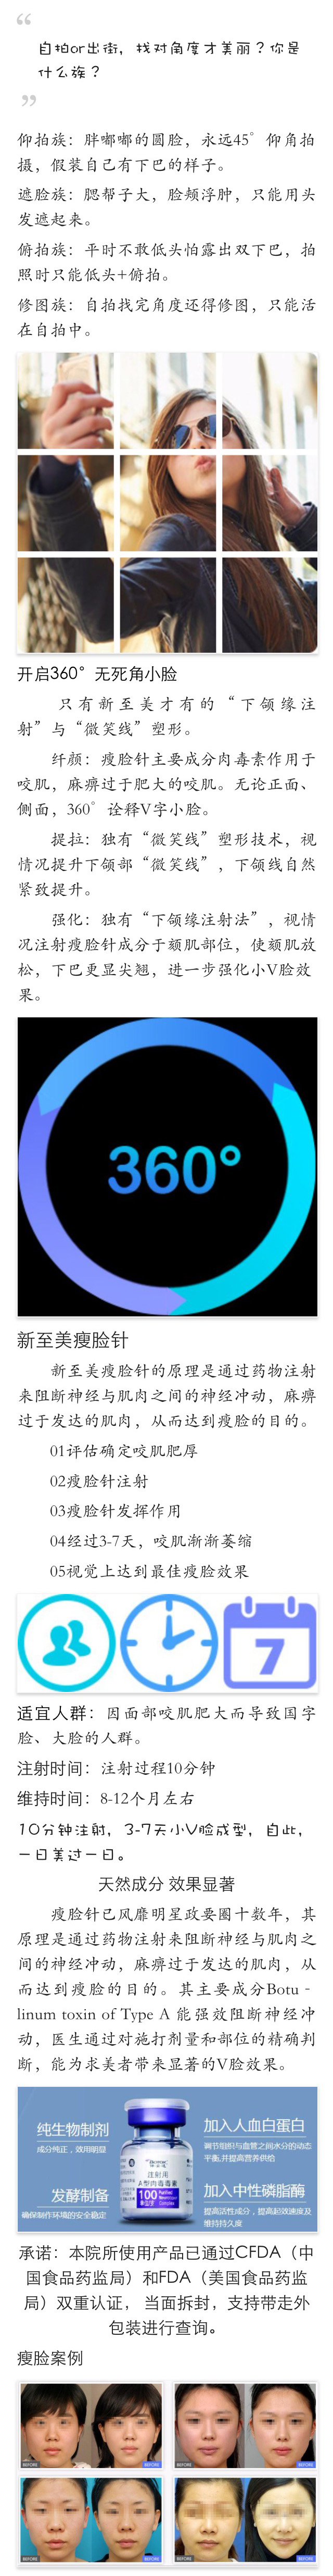 “
自拍or出街，找对角度才美丽？你是
什么族？
”
仰拍族：胖嘟嘟的圆脸，永远45°仰角拍
摄，假装自己有下巴的样子。
遮脸族：腮帮子大，脸颊浮肿，只能用头
发遮起来。
俯拍族：平时不敢低头怕露出双下巴，拍
照时只能低头+俯拍。
修图族：自拍找完角度还得修图，只能活
在自拍中。
开启360°无死角小脸
只有新至美才有的“下颌缘注
射”与“微笑线”塑形。
纤颜：瘦脸针主要成分肉毒素作用于
咬肌，麻痹过于肥大的咬肌。无论正面、
侧面，360°诠释V字小脸。
提拉：独有“微笑线”塑形技术，视
情况提升下颌部“微笑线”，下颌线自然
紧致提升。
强化：独有“下颌缘注射法”，视情
况注射瘦脸针成分于颏肌部位，使颏肌放
松，下巴更显尖翘，进一步强化小V脸效
果。
360°
新至美瘦脸针
新至美瘦脸针的原理是通过药物注射
来阻断神经与肌肉之间的神经冲动，麻痹
过于发达的肌肉，从而达到瘦脸的目的。
01评估确定咬肌肥厚
02瘦脸针注射
03瘦脸针发挥作用
04经过3-7天，咬肌渐渐萎缩
05视觉上达到最佳瘦脸效果
7
适宜人群：因面部咬肌肥大而导致国字
脸、大脸的人群。
注射时间：注射过程10分钟
维持时间：8-12个月左右
10分钟注射，3-7天小V脸成型，自此，
一日美过一日。
天然成分 效果显著
瘦脸针已风靡明星政要圈十数年，其
原理是通过药物注射来阻断神经与肌肉之
间的神经冲动，麻痹过于发达的肌肉，从
而达到瘦脸的目的。其主要成分Botu-
linum toxin of Type A 能强效阻断神经冲
动，医生通过对施打剂量和部位的精确判
断，能为求美者带来显著的V脸效果。
纯生物制剂
成分纯正，效用明显
发酵制备
确保制作环境的安全稳定
注射用
A型肉毒毒素
100
加入人血白蛋白
调节组织与血管之间水分的动态
平衡,并提高营养供给
加入中性磷脂酶
提高活性成分，提高起效速度及
维持持久度
承诺：本院所使用产品已通过CFDA（中
国食品药监局）和FDA（美国食品药监
局）双重认证，当面拆封，支持带走外
包装进行查询。
瘦脸案例
BEFORE
BEFORE
BEFORE
BEFORE
BEFORE
BEFORE
BEFORE
BEFORE